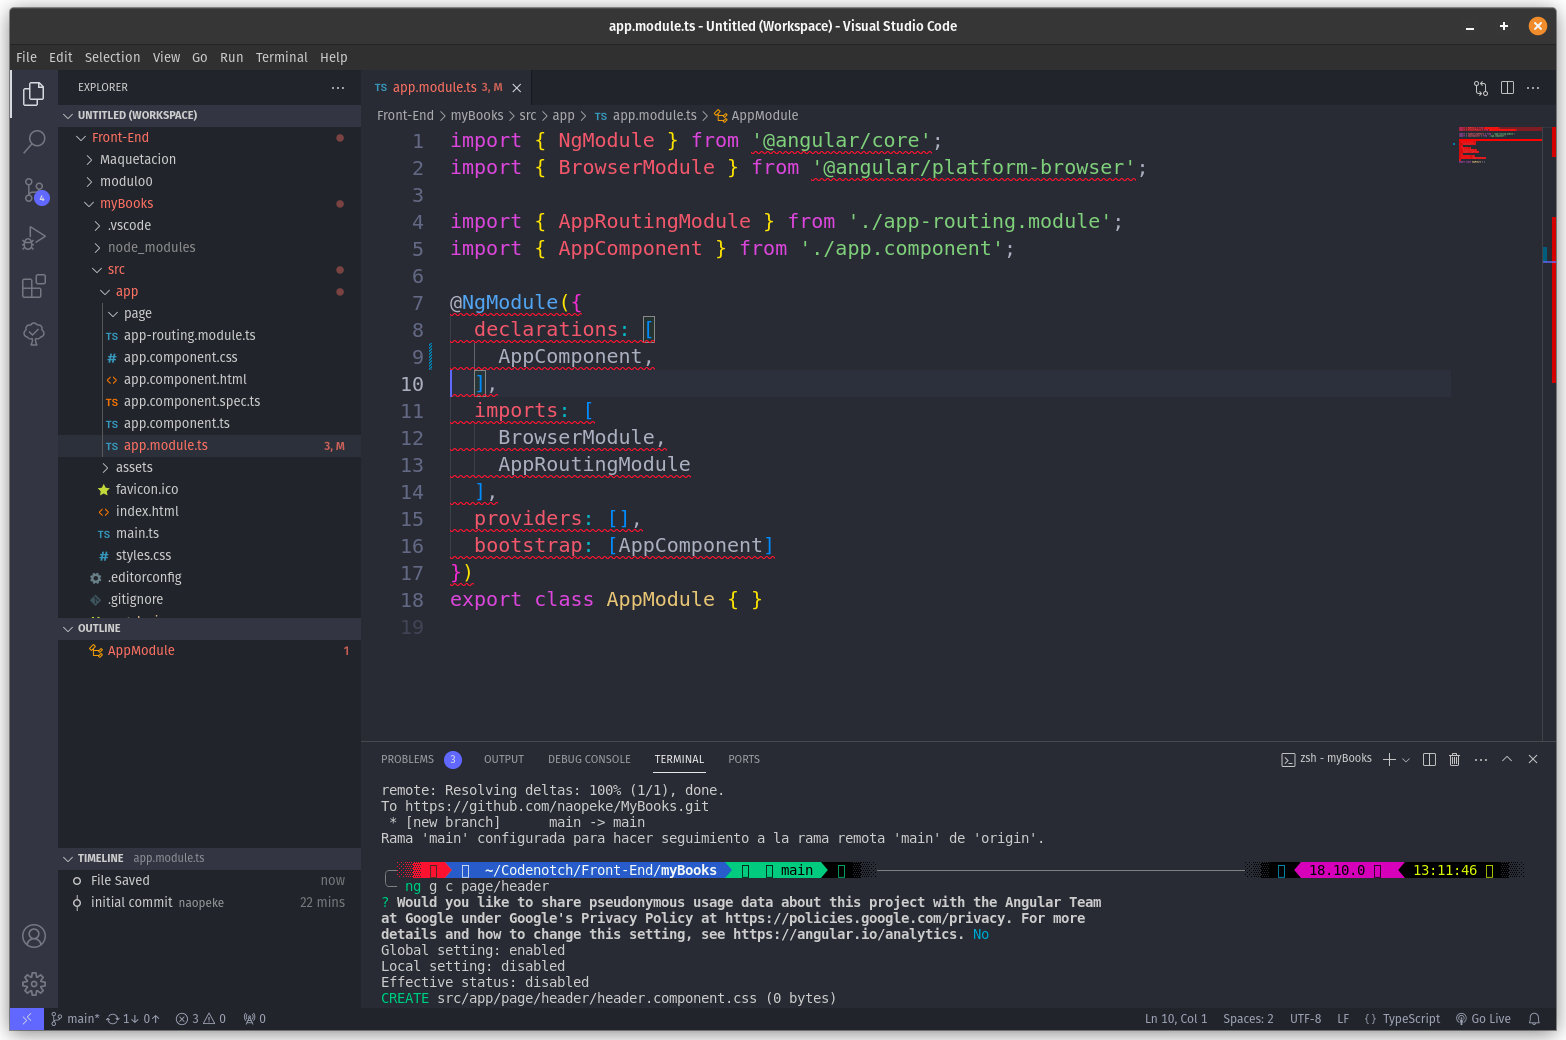 app.module.ts - Untitled (Workspace) - Visual Studio Code
File Edit Selection View Go Run Terminal Help
EXPLORER
UNTITLED (WORKSPACE)
Front-End
Maquetacion
modulo0
myBooks
.vscode
node_modules
src
app
page
TS app-routing.module.ts
# app.component.css
<> app.component.html
TS app.component.spec.ts
TS app.component.ts
TS app.module.ts 3, M
assets
favicon.ico
<> index.html
TS main.ts
# styles.css
.editorconfig
.gitignore
OUTLINE
AppModule 1
TIMELINE app.module.ts
File Saved now
initial commit naopeke 22 mins
4
TS app.module.ts 3, M
Front-End > myBooks > src > app > TS app.module.ts > AppModule
1 import { NgModule } from '@angular/core';
2 import { BrowserModule } from '@angular/platform-browser';
3
4 import { AppRoutingModule } from './app-routing.module';
5 import { AppComponent } from './app.component';
6
7 @NgModule({
8 declarations: [
9 AppComponent,
10 ],
11 imports: [
12 BrowserModule,
13 AppRoutingModule
14 ],
15 providers: [],
16 bootstrap: [AppComponent]
17 })
18 export class AppModule { }
19
PROBLEMS 3 OUTPUT DEBUG CONSOLE TERMINAL PORTS zsh - myBooks
remote: Resolving deltas: 100% (1/1), done.
To https://github.com/naopeke/MyBooks.git
* [new branch] main -> main
Rama 'main' configurada para hacer seguimiento a la rama remota 'main' de 'origin'.
~/Codenotch/Front-End/myBooks main 18.10.0 13:11:46
ng g c page/header
? Would you like to share pseudonymous usage data about this project with the Angular Team
at Google under Google's Privacy Policy at https://policies.google.com/privacy. For more
details and how to change this setting, see https://angular.io/analytics. No
Global setting: enabled
Local setting: disabled
Effective status: disabled
CREATE src/app/page/header/header.component.css (0 bytes)
main* 1↓ 0↑ 3 0 0 Ln 10, Col 1 Spaces: 2 UTF-8 LF {} TypeScript Go Live